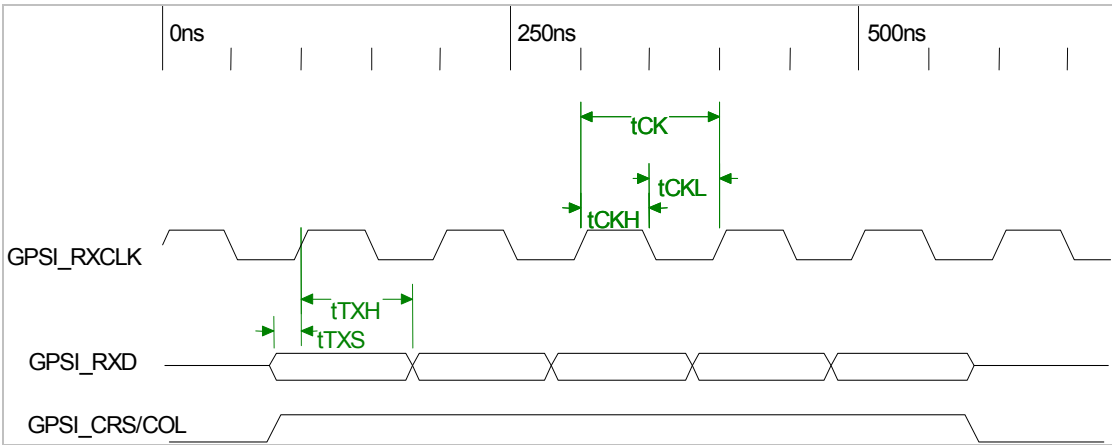 0ns 250ns 500ns
tCK
tCKL
tCKH
GPSI_RXCLK
tTXH
tTXS
GPSI_RXD
GPSI_CRS/COL